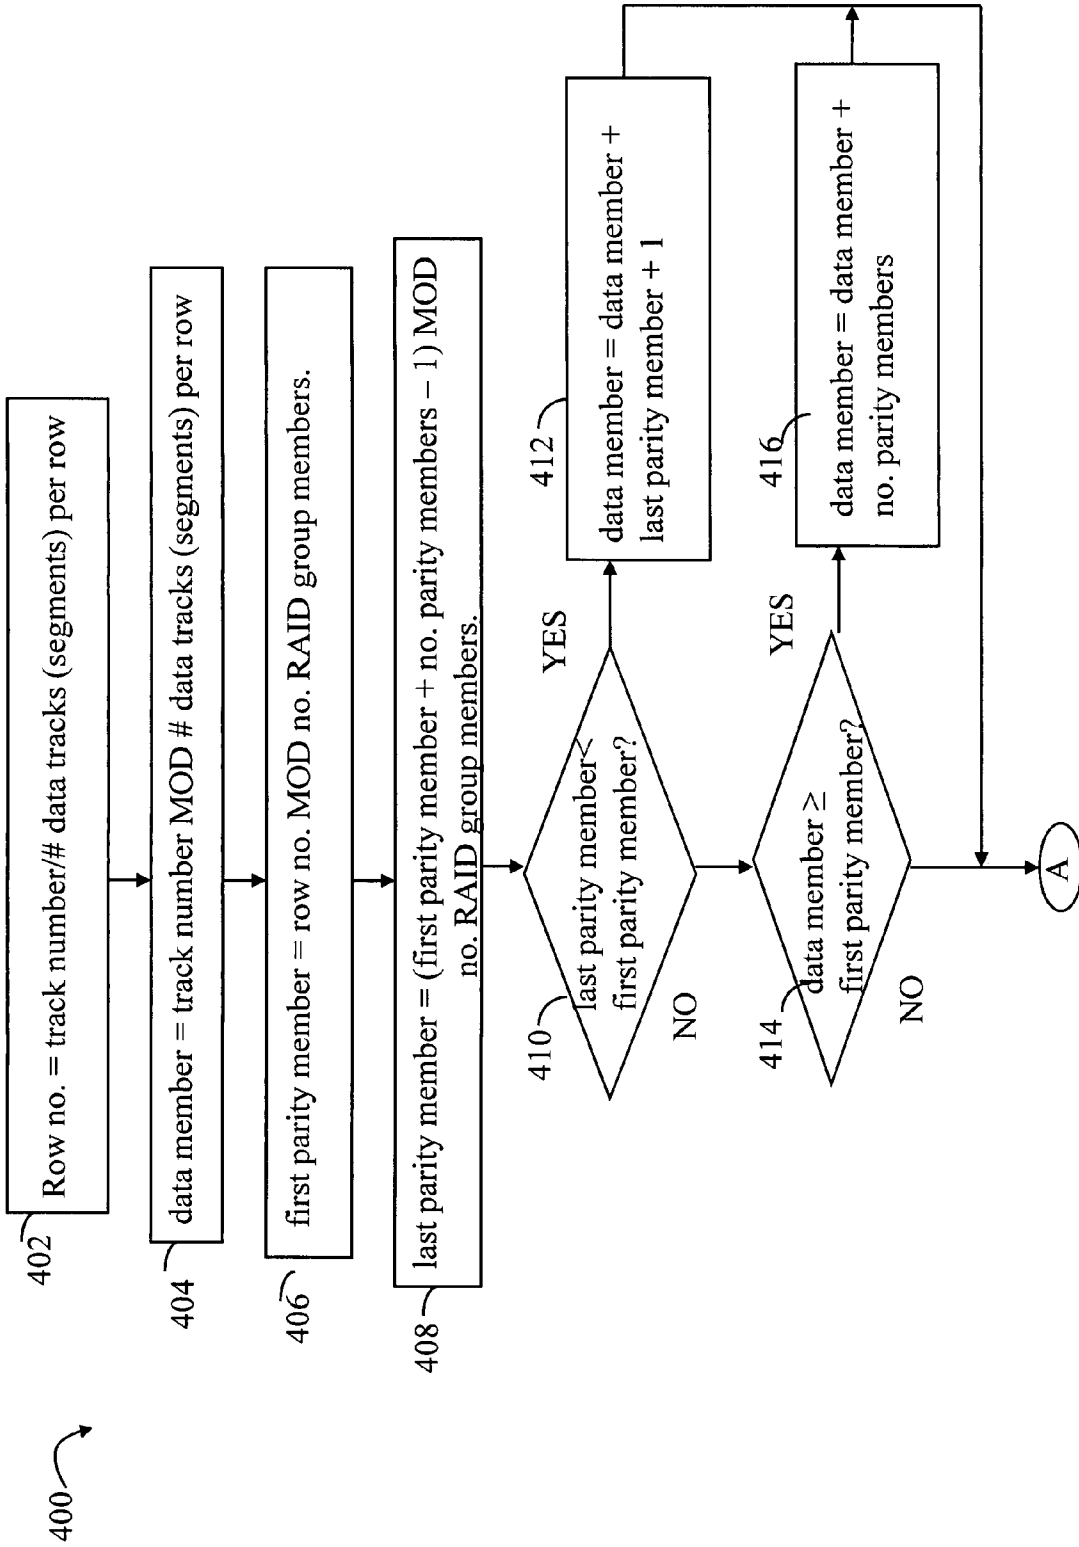 400
402
Row no. = track number/# data tracks (segments) per row
404
data member = track number MOD # data tracks (segments) per row
406
first parity member = row no. MOD no. RAID group members.
408
last parity member = (first parity member + no. parity members – 1) MOD
no. RAID group members.
410
last parity member<
first parity member?
YES
NO
412
data member = data member +
last parity member + 1
414
data member ≥
first parity member?
YES
NO
416
data member = data member +
no. parity members
A